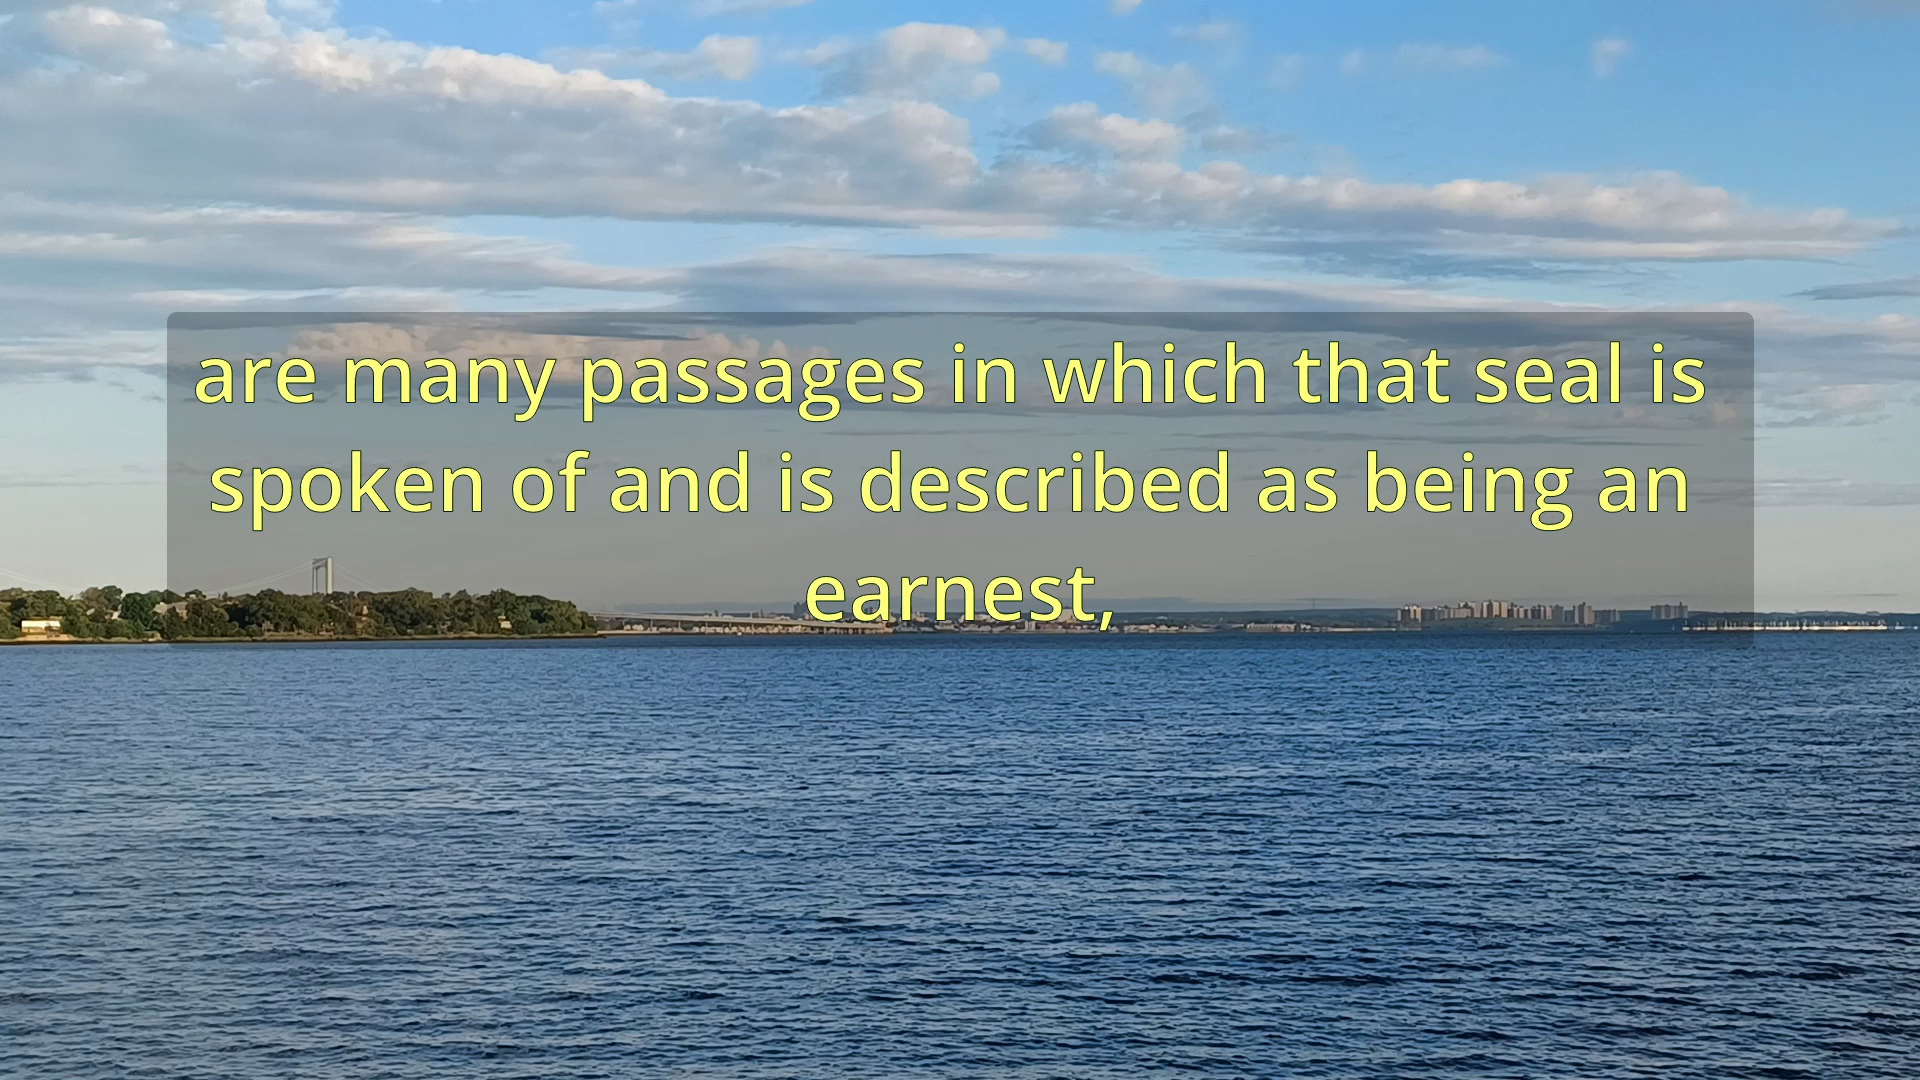 are many passages in which that seal is
spoken of and is described as being an
earnest,